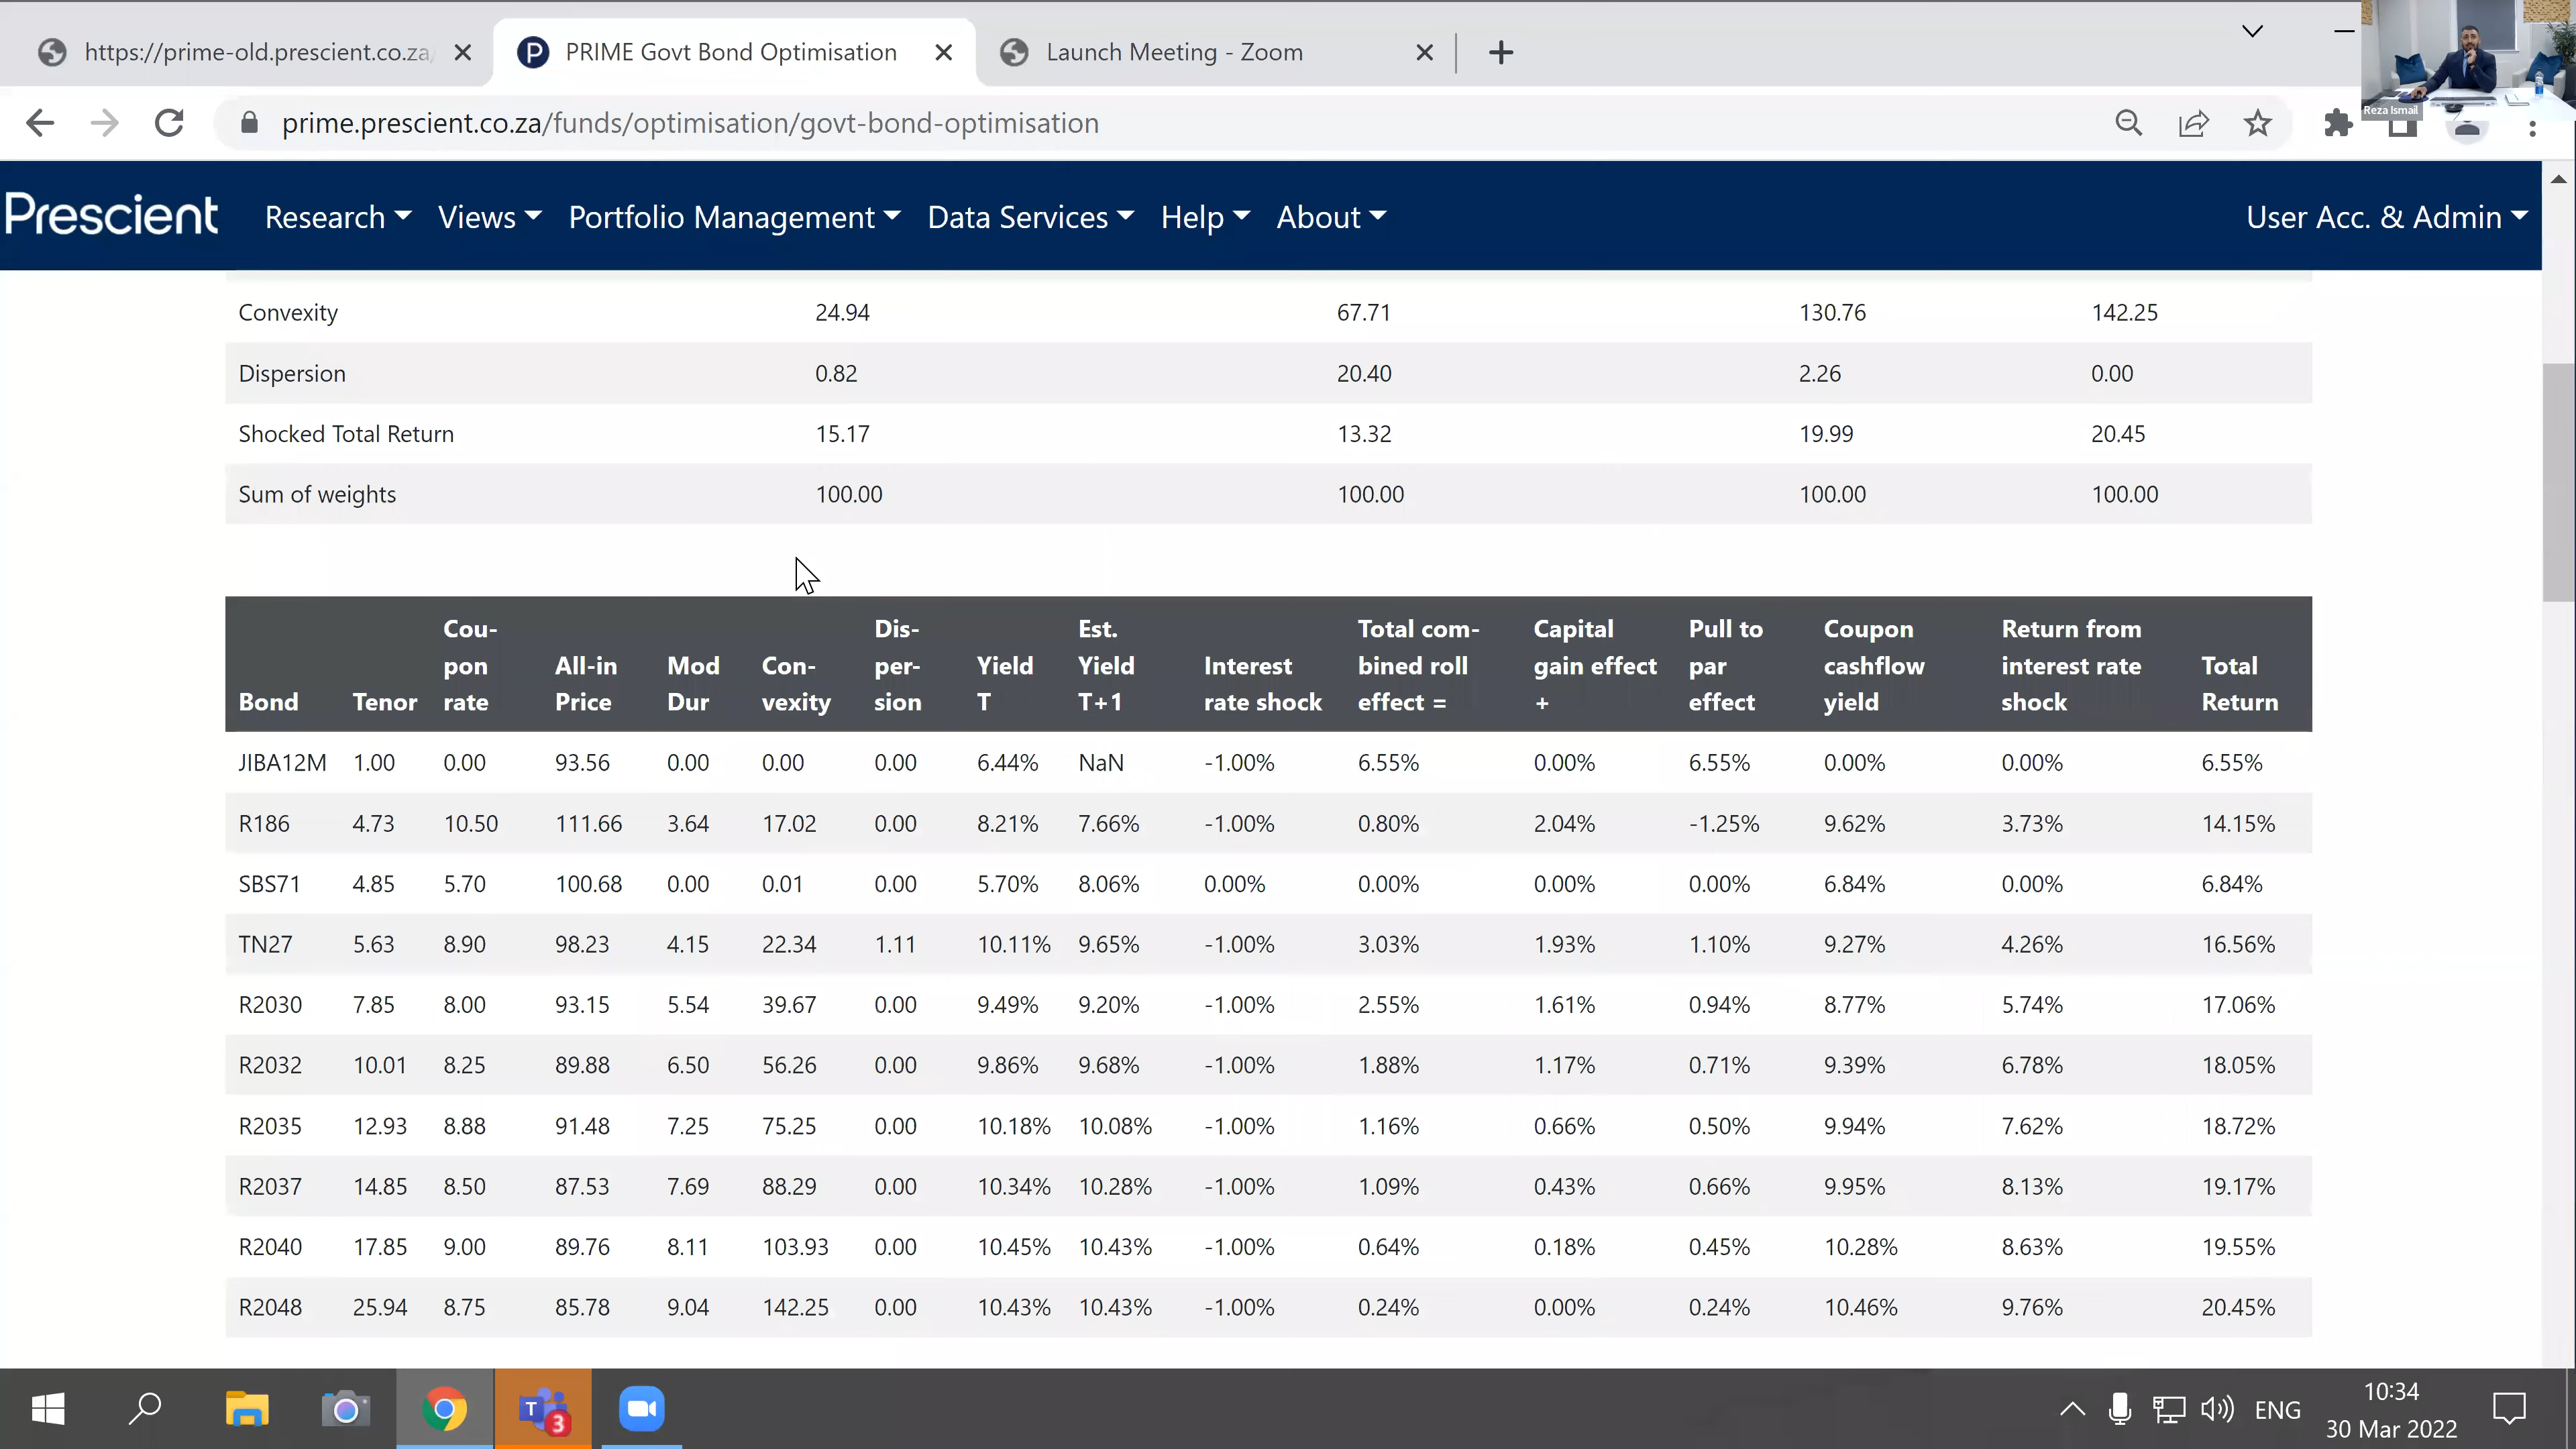 https://prime-old.prescient.co.za/
PRIME Govt Bond Optimisation
Launch Meeting - Zoom
Reza Ismail
prime.prescient.co.za/funds/optimisation/govt-bond-optimisation
Prescient Research Views Portfolio Management Data Services Help About User Acc. & Admin
Convexity 24.94 67.71 130.76 142.25
Dispersion 0.82 20.40 2.26 0.00
Shocked Total Return 15.17 13.32 19.99 20.45
Sum of weights 100.00 100.00 100.00 100.00
Cou- Dis- Est. Total com- Capital Pull to Coupon Return from
pon All-in Mod Con- per- Yield Yield Interest bined roll gain effect par cashflow interest rate Total
Bond Tenor rate Price Dur vexity sion T T+1 rate shock effect = + effect yield shock Return
JIBA12M 1.00 0.00 93.56 0.00 0.00 0.00 6.44% NaN -1.00% 6.55% 0.00% 6.55% 0.00% 0.00% 6.55%
R186 4.73 10.50 111.66 3.64 17.02 0.00 8.21% 7.66% -1.00% 0.80% 2.04% -1.25% 9.62% 3.73% 14.15%
SBS71 4.85 5.70 100.68 0.00 0.01 0.00 5.70% 8.06% 0.00% 0.00% 0.00% 0.00% 6.84% 0.00% 6.84%
TN27 5.63 8.90 98.23 4.15 22.34 1.11 10.11% 9.65% -1.00% 3.03% 1.93% 1.10% 9.27% 4.26% 16.56%
R2030 7.85 8.00 93.15 5.54 39.67 0.00 9.49% 9.20% -1.00% 2.55% 1.61% 0.94% 8.77% 5.74% 17.06%
R2032 10.01 8.25 89.88 6.50 56.26 0.00 9.86% 9.68% -1.00% 1.88% 1.17% 0.71% 9.39% 6.78% 18.05%
R2035 12.93 8.88 91.48 7.25 75.25 0.00 10.18% 10.08% -1.00% 1.16% 0.66% 0.50% 9.94% 7.62% 18.72%
R2037 14.85 8.50 87.53 7.69 88.29 0.00 10.34% 10.28% -1.00% 1.09% 0.43% 0.66% 9.95% 8.13% 19.17%
R2040 17.85 9.00 89.76 8.11 103.93 0.00 10.45% 10.43% -1.00% 0.64% 0.18% 0.45% 10.28% 8.63% 19.55%
R2048 25.94 8.75 85.78 9.04 142.25 0.00 10.43% 10.43% -1.00% 0.24% 0.00% 0.24% 10.46% 9.76% 20.45%
T 3
ENG
10:34
30 Mar 2022